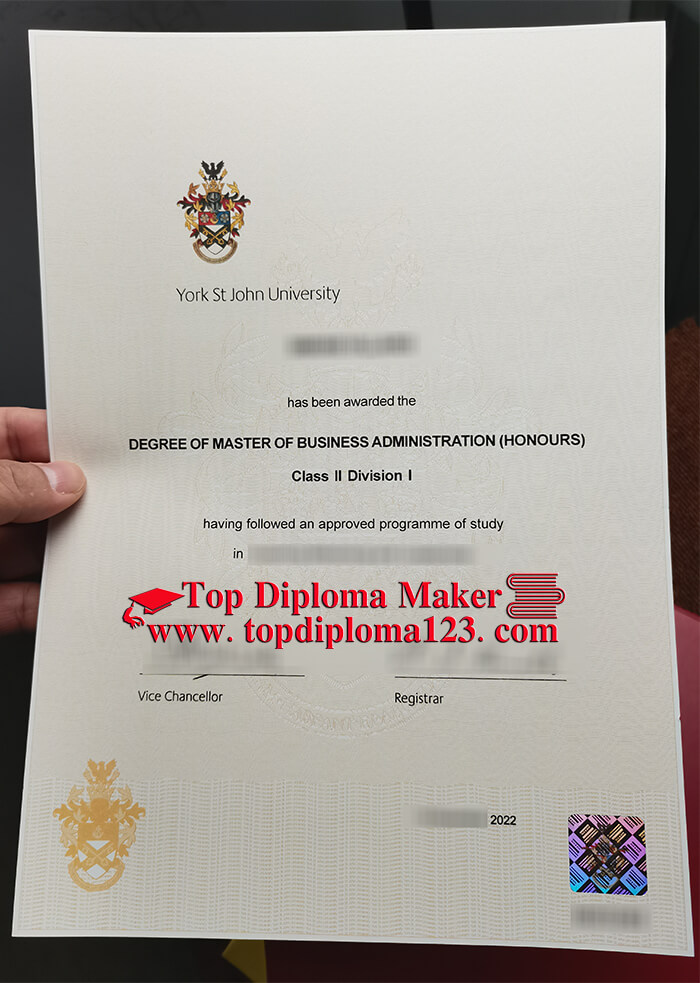 York St John University
has been awarded the
DEGREE OF MASTER OF BUSINESS ADMINISTRATION (HONOURS)
Class II Division I
having followed an approved programme of study
in
Top Diploma Maker
www. topdiploma123. com
Vice Chancellor
Registrar
2022